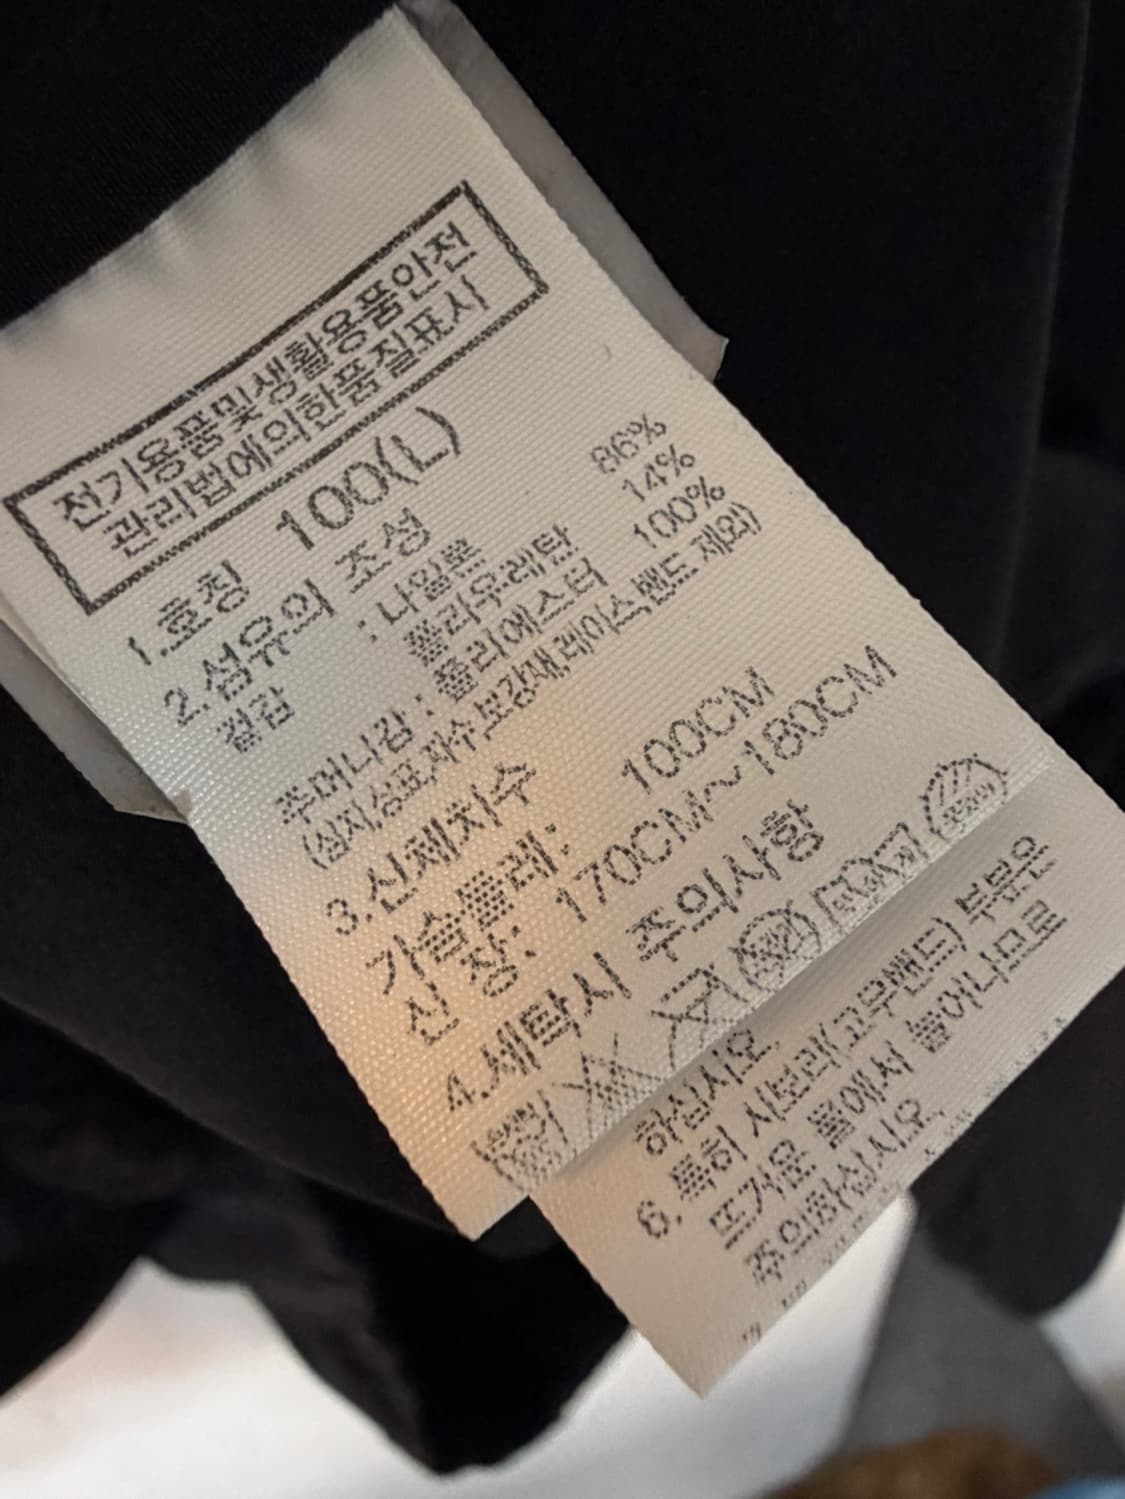 전기용품및생활용품안전
관리법에의한품질표시
1.호칭 100(L)
2.섬유의 조성
겉감 : 나일론 86%
폴리우레탄 14%
주머니감 : 폴리에스터 100%
(심지,상표,자수,보강재,레이스,밴드 제외)
3.신체치수
가슴둘레: 100CM
신 장: 170CM~180CM
4.세탁시 주의사항
하십시오.
6. 특히 시보리(고무밴드) 부분은
뜨거운 물에서 늘어나므로
주의하십시오.